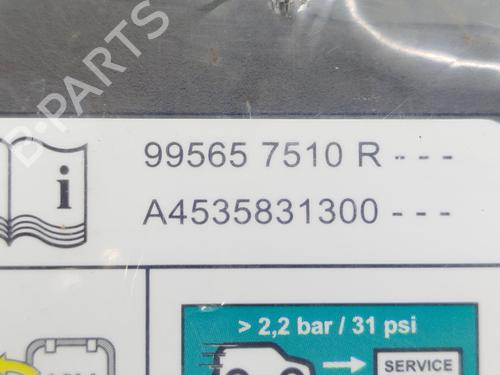 B-PARTS
99565 7510 R - - -
i
A4535831300 - - -
> 2,2 bar / 31 psi
SERVICE